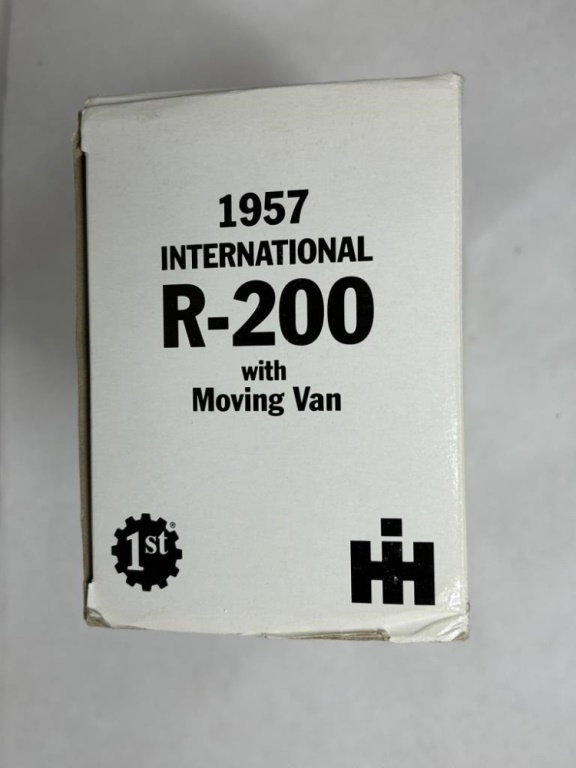 1957
INTERNATIONAL
R-200
with
Moving Van
1st ®
IH